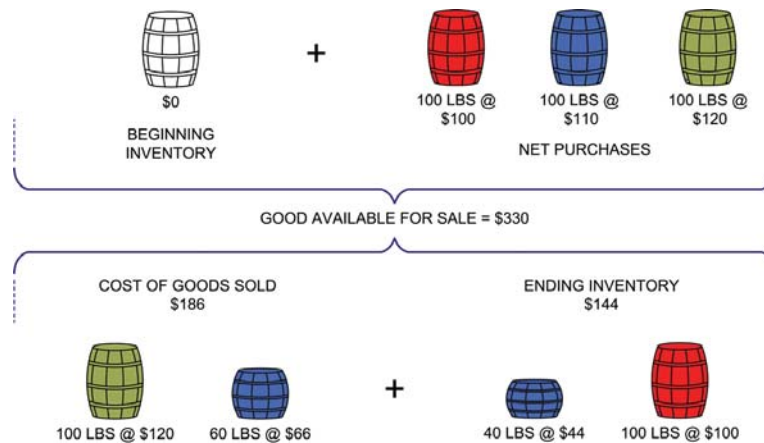 $0
BEGINNING
INVENTORY
+
100 LBS @
$100
100 LBS @
$110
100 LBS @
$120
NET PURCHASES
GOOD AVAILABLE FOR SALE = $330
COST OF GOODS SOLD
$186
ENDING INVENTORY
$144
100 LBS @ $120
60 LBS @ $66
+
40 LBS @ $44
100 LBS @ $100